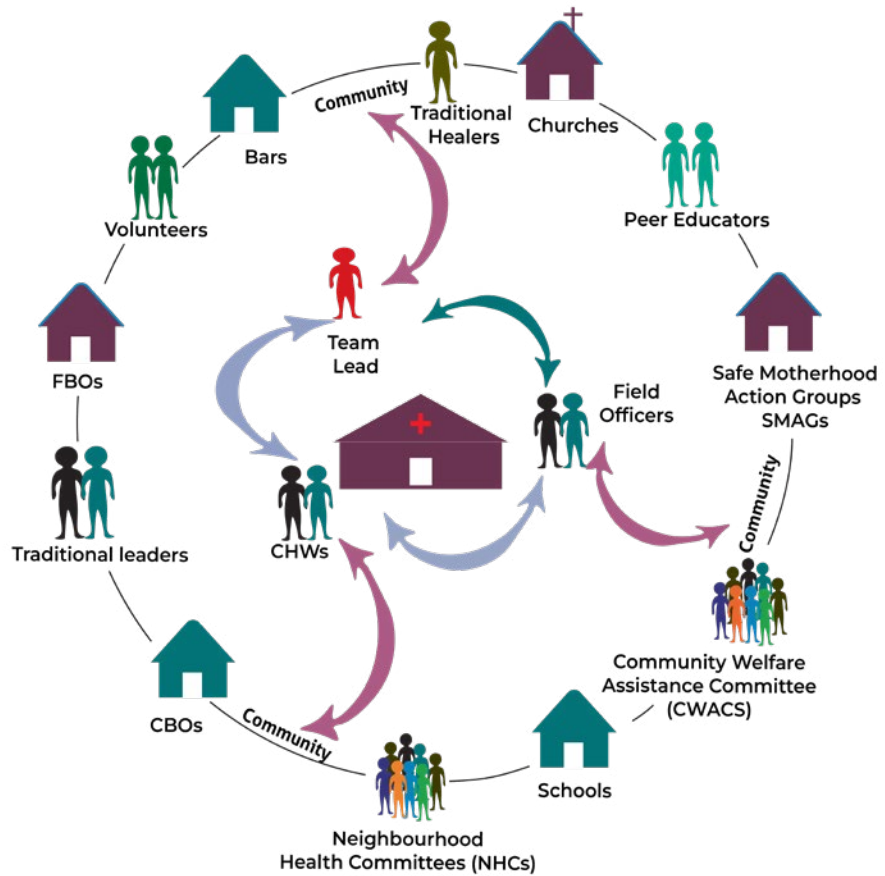 Community
Traditional
Healers
Churches
Bars
Peer Educators
Volunteers
Team
Lead
FBOs
Field
Officers
Safe Motherhood
Action Groups
SMAGs
Community
Traditional leaders
CHWs
Community Welfare
Assistance Committee
(CWACS)
CBOs
Community
Schools
Neighbourhood
Health Committees (NHCs)